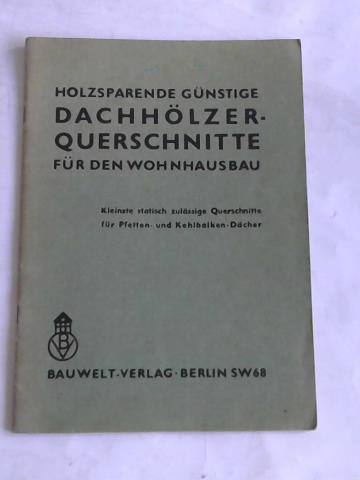 HOLZSPARENDE GÜNSTIGE
DACHHÖLZER-
QUERSCHNITTE
FÜR DEN WOHNHAUSBAU
Kleinste statisch zulässige Querschnitte
für Pfetten- und Kehlbalken-Dächer
B
V
BAUWELT-VERLAG · BERLIN SW68